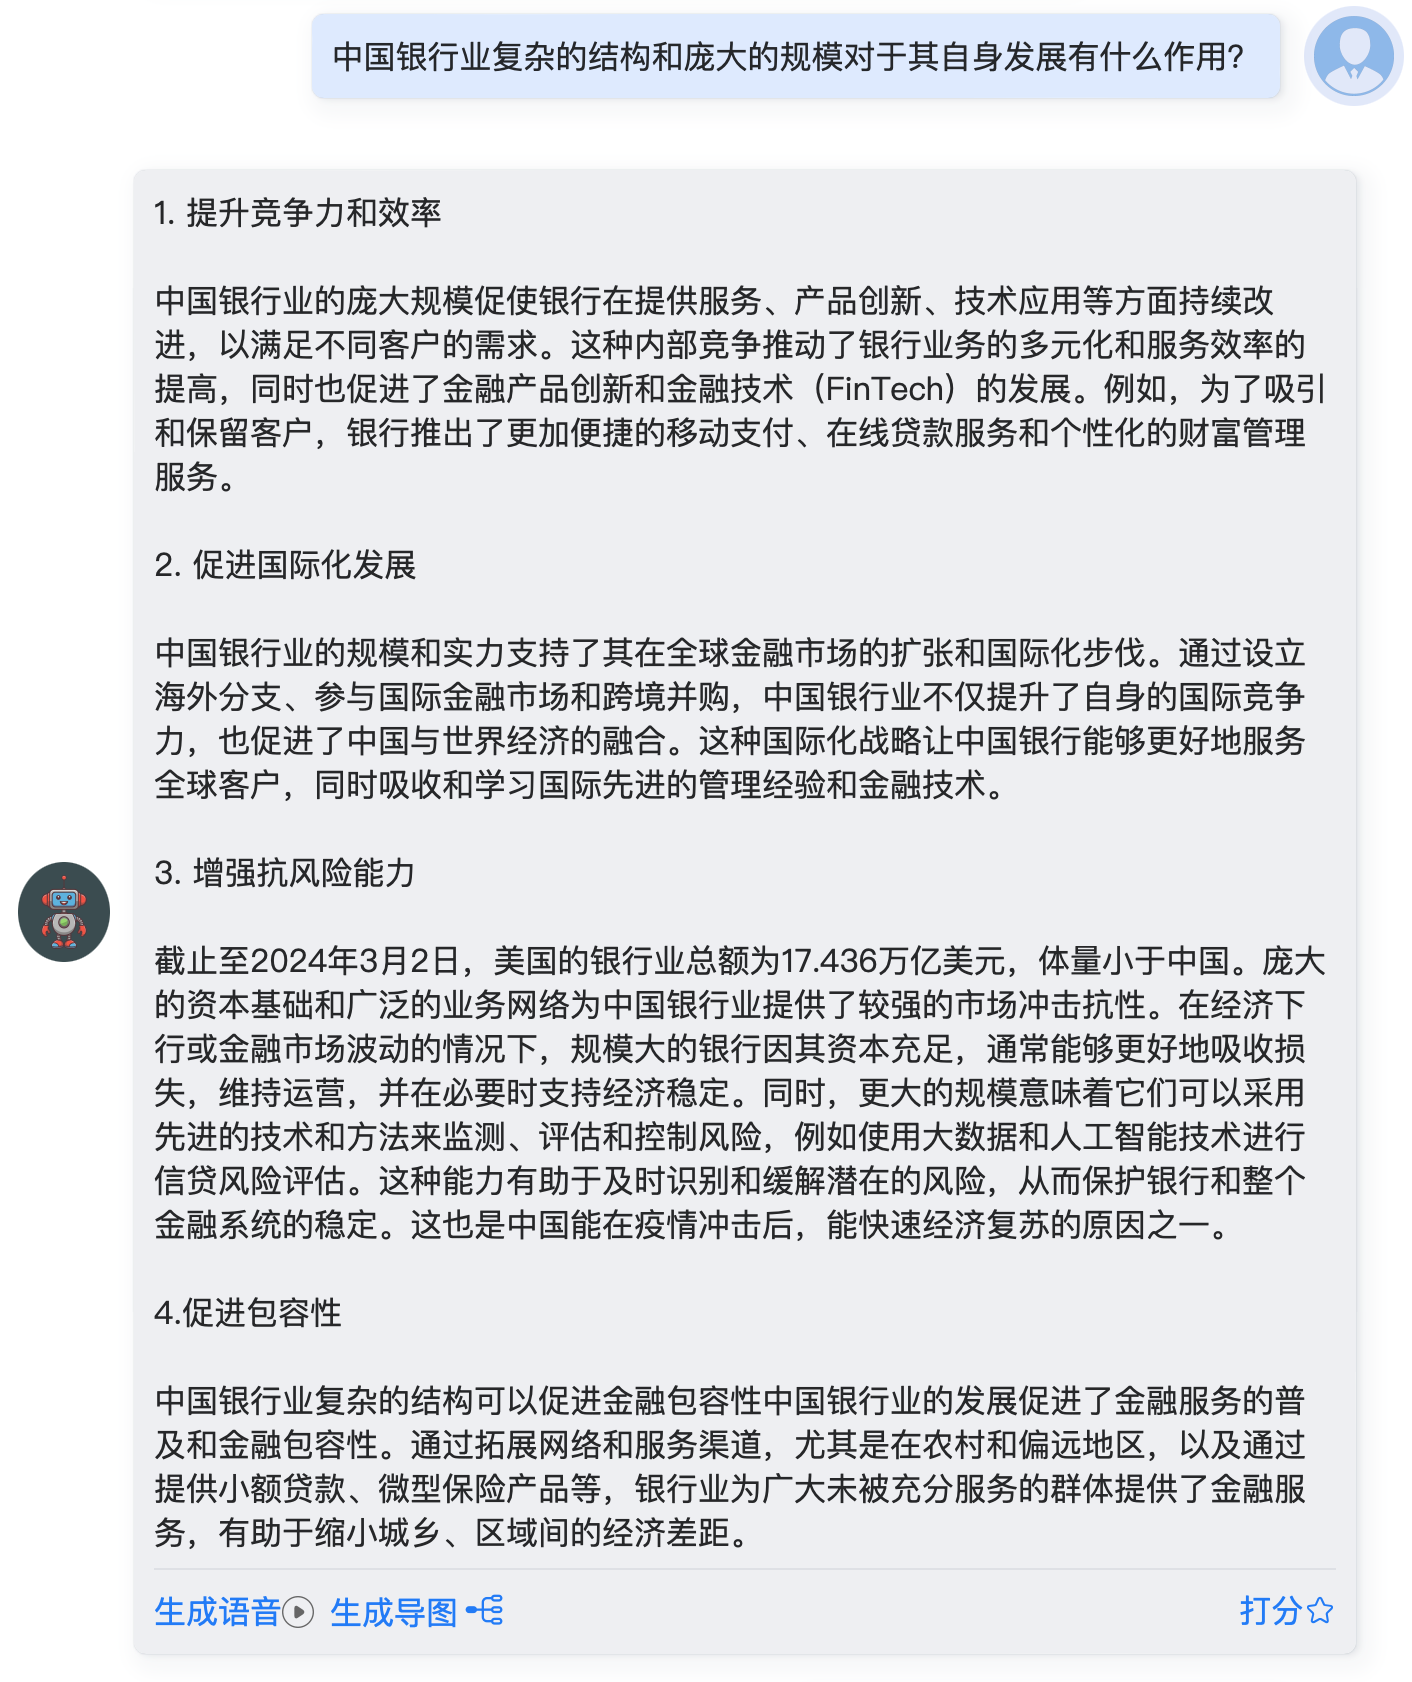 中国银行业复杂的结构和庞大的规模对于其自身发展有什么作用?
1. 提升竞争力和效率
中国银行业的庞大规模促使银行在提供服务、产品创新、技术应用等方面持续改
进，以满足不同客户的需求。这种内部竞争推动了银行业务的多元化和服务效率的
提高，同时也促进了金融产品创新和金融技术（FinTech）的发展。例如，为了吸引
和保留客户，银行推出了更加便捷的移动支付、在线贷款服务和个性化的财富管理
服务。
2. 促进国际化发展
中国银行业的规模和实力支持了其在全球金融市场的扩张和国际化步伐。通过设立
海外分支、参与国际金融市场和跨境并购，中国银行业不仅提升了自身的国际竞争
力，也促进了中国与世界经济的融合。这种国际化战略让中国银行能够更好地服务
全球客户，同时吸收和学习国际先进的管理经验和金融技术。
3. 增强抗风险能力
截止至2024年3月2日，美国的银行业总额为17.436万亿美元，体量小于中国。庞大
的资本基础和广泛的业务网络为中国银行业提供了较强的市场冲击抗性。在经济下
行或金融市场波动的情况下，规模大的银行因其资本充足，通常能够更好地吸收损
失，维持运营，并在必要时支持经济稳定。同时，更大的规模意味着它们可以采用
先进的技术和方法来监测、评估和控制风险，例如使用大数据和人工智能技术进行
信贷风险评估。这种能力有助于及时识别和缓解潜在的风险，从而保护银行和整个
金融系统的稳定。这也是中国能在疫情冲击后，能快速经济复苏的原因之一。
4.促进包容性
中国银行业复杂的结构可以促进金融包容性中国银行业的发展促进了金融服务的普
及和金融包容性。通过拓展网络和服务渠道，尤其是在农村和偏远地区，以及通过
提供小额贷款、微型保险产品等，银行业为广大未被充分服务的群体提供了金融服
务，有助于缩小城乡、区域间的经济差距。
生成语音 生成导图 打分